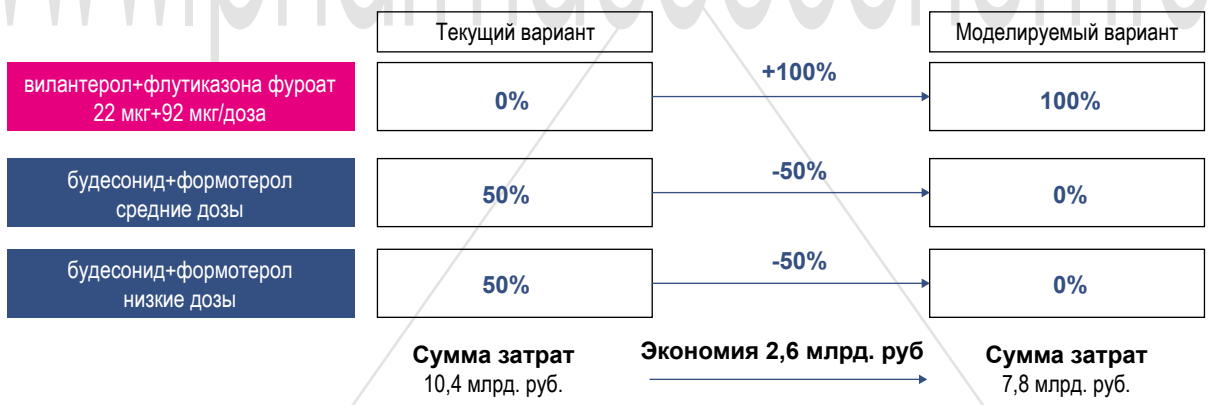 Текущий вариант
Моделируемый вариант
вилантерол+флутиказона фуроат
22 мкг+92 мкг/доза
0%
+100%
100%
будесонид+формотерол
средние дозы
50%
-50%
0%
будесонид+формотерол
низкие дозы
50%
-50%
0%
Сумма затрат
10,4 млрд. руб.
Экономия 2,6 млрд. руб
Сумма затрат
7,8 млрд. руб.